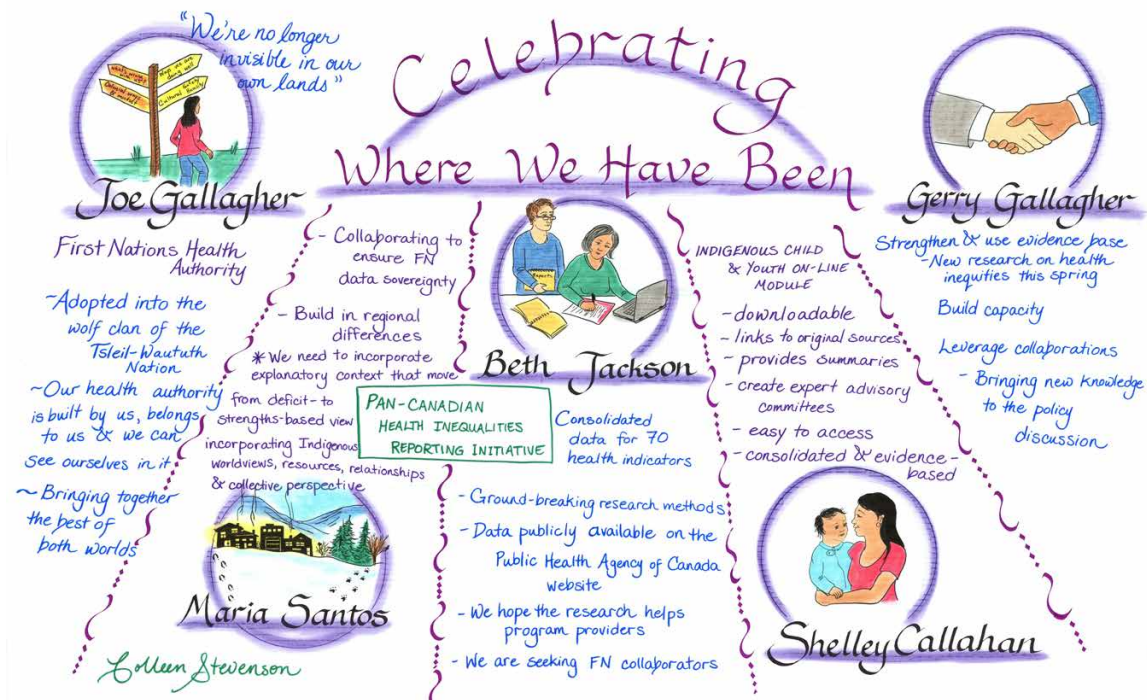 Celebrating
Where We Have Been
"We're no longer
invisible in our
own lands"
Joe Gallagher
First Nations Health
Authority
~Adopted into the
wolf clan of the
Tsleil-Waututh
Nation
~Our health authority
is built by us, belongs
to us & we can
see ourselves in it
~ Bringing together
the best of
both worlds
- Collaborating to
ensure FN
data sovereignty
- Build in regional
differences
* We need to incorporate
explanatory context that move
from deficit- to
strengths-based view
incorporating Indigenous
worldviews, resources, relationships
& collective perspective
Maria Santos
Colleen Stevenson
Reports
Beth Jackson
PAN-CANADIAN
HEALTH INEQUALITIES
REPORTING INITIATIVE
Consolidated
data for 70
health indicators
- Ground-breaking research methods
- Data publicly available on the
Public Health Agency of Canada
website
- We hope the research helps
program providers
- We are seeking FN collaborators
INDIGENOUS CHILD
& YOUTH ON-LINE
MODULE
- downloadable
- links to original sources
- provides summaries
- create expert advisory
committees
- easy to access
- consolidated & evidence-
based
Shelley Callahan
Gerry Gallagher
Strengthen & use evidence base
- New research on health
inequities this spring
Build capacity
Leverage collaborations
- Bringing new knowledge
to the policy
discussion